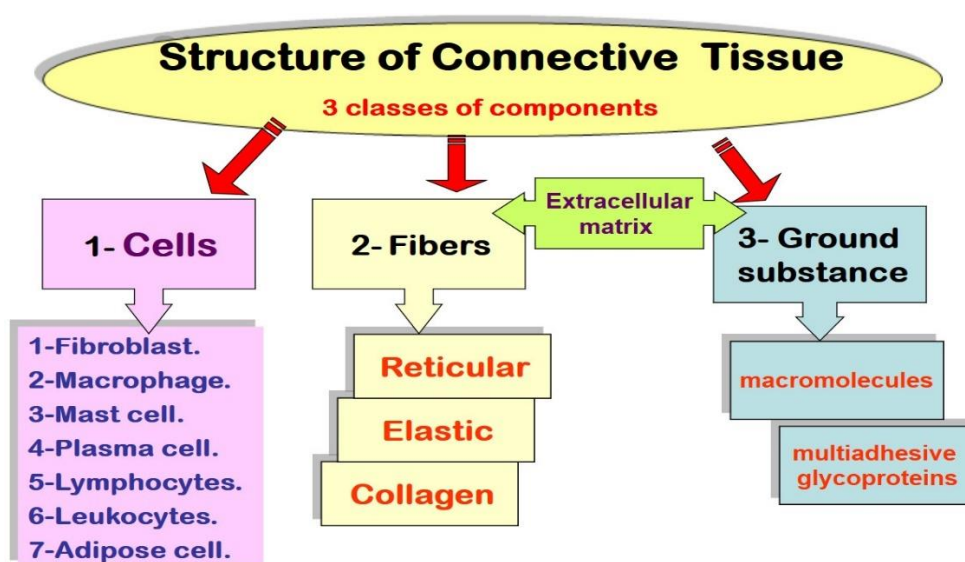 Structure of Connective Tissue
3 classes of components
1- Cells
1-Fibroblast.
2-Macrophage.
3-Mast cell.
4-Plasma cell.
5-Lymphocytes.
6-Leukocytes.
7-Adipose cell.
2- Fibers
Reticular
Elastic
Collagen
Extracellular
matrix
3- Ground
substance
macromolecules
multiadhesive
glycoproteins